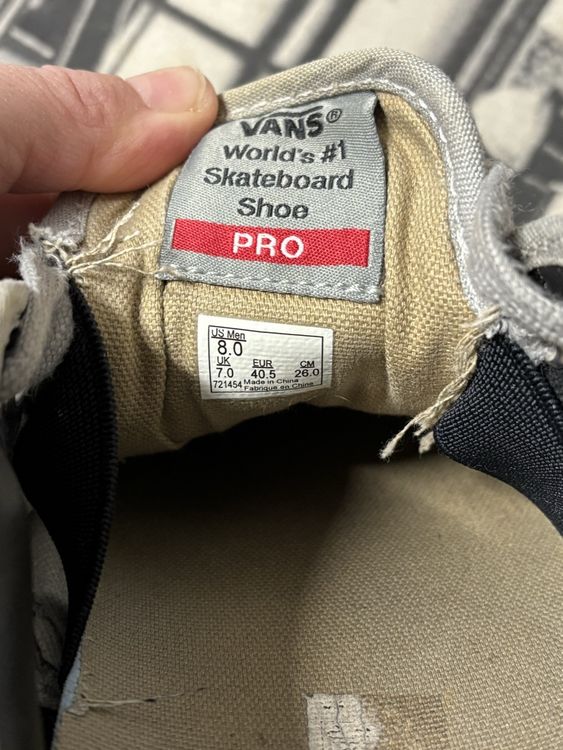 VANS®
World's #1
Skateboard
Shoe
PRO
US Men
8.0
UK EUR CM
7.0 40.5 26.0
721454 Made in China
Fabriqué en Chine